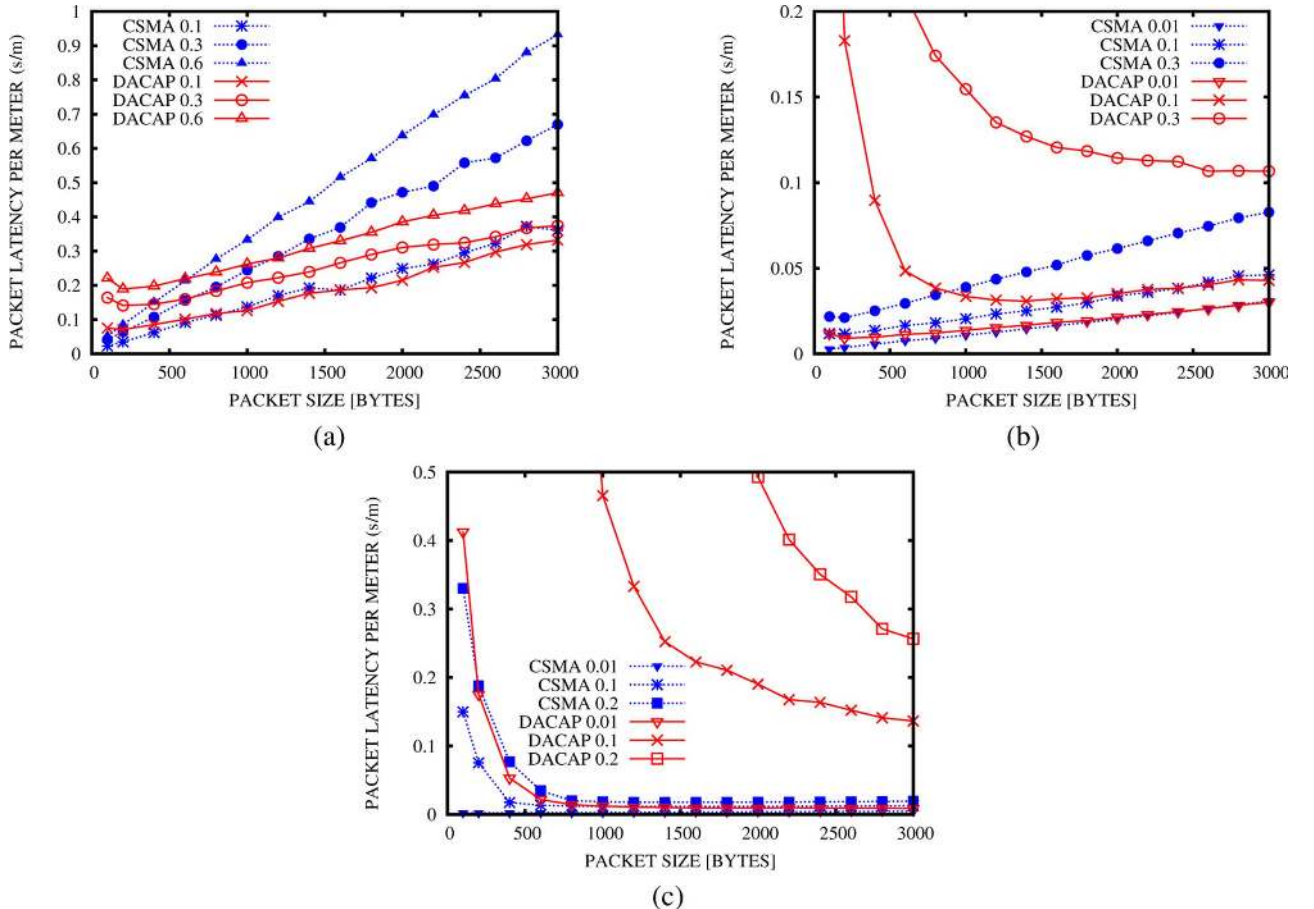 (a)
PACKET LATENCY PER METER (s/m)
1
0.9
0.8
0.7
0.6
0.5
0.4
0.3
0.2
0.1
0
CSMA 0.1
CSMA 0.3
CSMA 0.6
DACAP 0.1
DACAP 0.3
DACAP 0.6
0 500 1000 1500 2000 2500 3000
PACKET SIZE [BYTES]
(a)
PACKET LATENCY PER METER (s/m)
0.2
0.15
0.1
0.05
0
CSMA 0.01
CSMA 0.1
CSMA 0.3
DACAP 0.01
DACAP 0.1
DACAP 0.3
0 500 1000 1500 2000 2500 3000
PACKET SIZE [BYTES]
(b)
PACKET LATENCY PER METER (s/m)
0.5
0.4
0.3
0.2
0.1
0
CSMA 0.01
CSMA 0.1
CSMA 0.2
DACAP 0.01
DACAP 0.1
DACAP 0.2
0 500 1000 1500 2000 2500 3000
PACKET SIZE [BYTES]
(c)